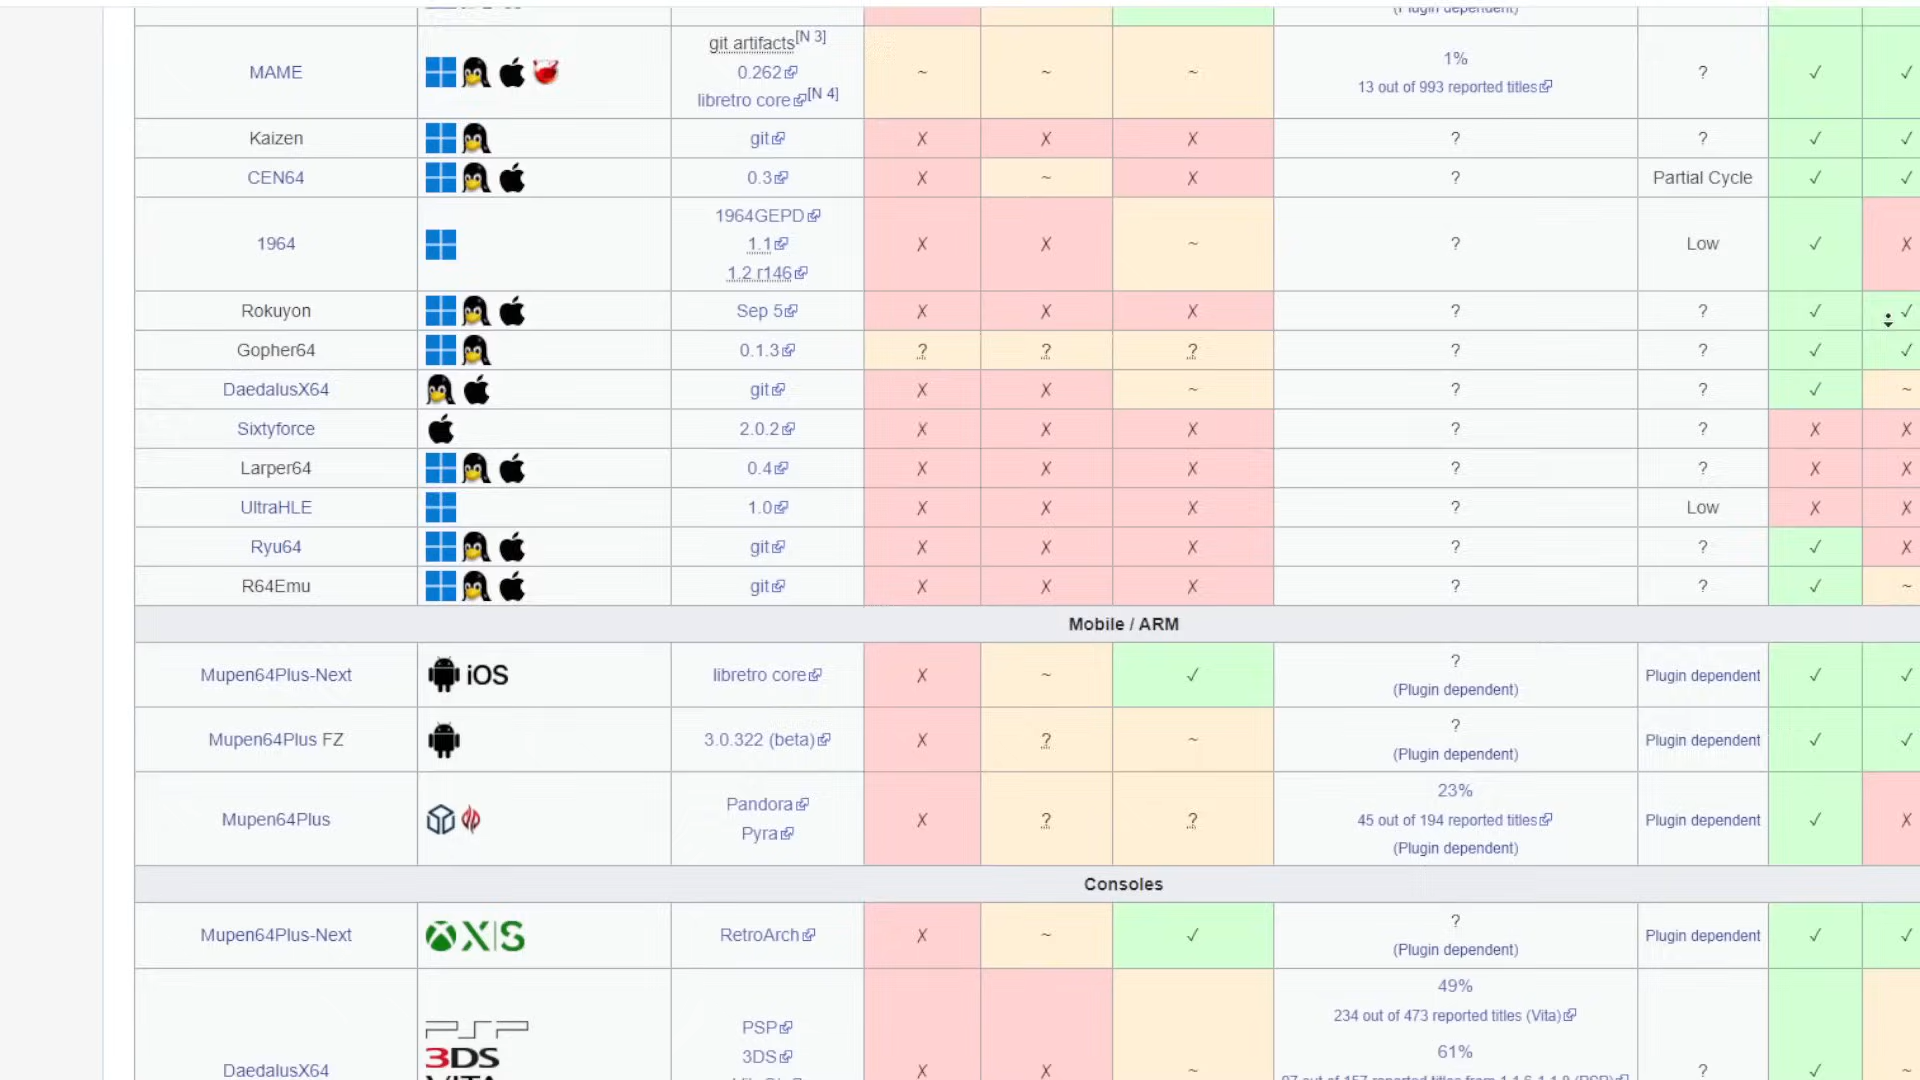 (Plugin dependent)
MAME
git artifacts[N 3]
0.262
libretro core[N 4]
~ ~ ~
1%
13 out of 993 reported titles
? ✓ ✓
Kaizen git X X X ? ? ✓ ✓
CEN64 0.3 X ~ X ? Partial Cycle ✓ ✓
1964
1964GEPD
1.1
1.2 r146
X X ~ ? Low ✓ X
Rokuyon Sep 5 X X X ? ? ✓ ✓
Gopher64 0.1.3 ? ? ? ? ? ✓ ✓
DaedalusX64 git X X ~ ? ? ✓ ~
Sixtyforce 2.0.2 X X X ? ? X X
Larper64 0.4 X X X ? ? X X
UltraHLE 1.0 X X X ? Low X X
Ryu64 git X X X ? ? ✓ X
R64Emu git X X X ? ? ✓ ~
Mobile / ARM
Mupen64Plus-Next iOS libretro core X ~ ✓
?
(Plugin dependent)
Plugin dependent ✓ ✓
Mupen64Plus FZ 3.0.322 (beta) X ? ~
?
(Plugin dependent)
Plugin dependent ✓ ✓
Mupen64Plus
Pandora
Pyra
X ? ?
23%
45 out of 194 reported titles
(Plugin dependent)
Plugin dependent ✓ X
Consoles
Mupen64Plus-Next X|S RetroArch X ~ ✓
?
(Plugin dependent)
Plugin dependent ✓ ✓
DaedalusX64
PSP
3DS
VITA
PSP
3DS
X X ~
49%
234 out of 473 reported titles (Vita)
61%
? ✓ ~